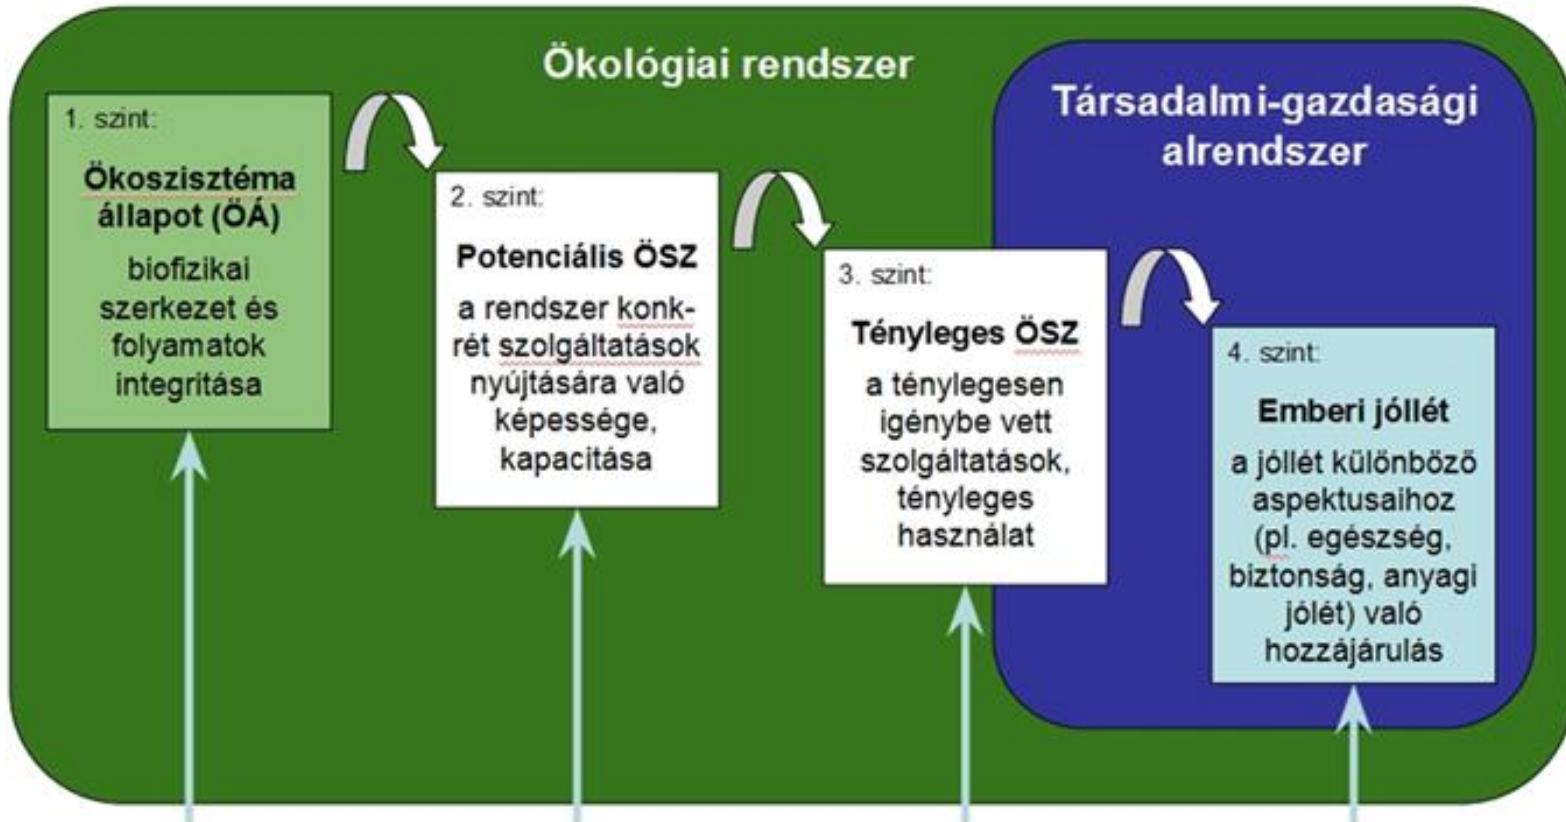 Ökológiai rendszer
Társadalmi-gazdasági
alrendszer
1. szint:
Ökoszisztéma
állapot (ÖÁ)
biofizikai
szerkezet és
folyamatok
integritása
2. szint:
Potenciális ÖSZ
a rendszer konk-
rét szolgáltatások
nyújtására való
képessége,
kapacitása
3. szint:
Tényleges ÖSZ
a ténylegesen
igénybe vett
szolgáltatások,
tényleges
használat
4. szint:
Emberi jóllét
a jóllét különböző
aspektusaihoz
(pl. egészség,
biztonság, anyagi
jólét) való
hozzájárulás